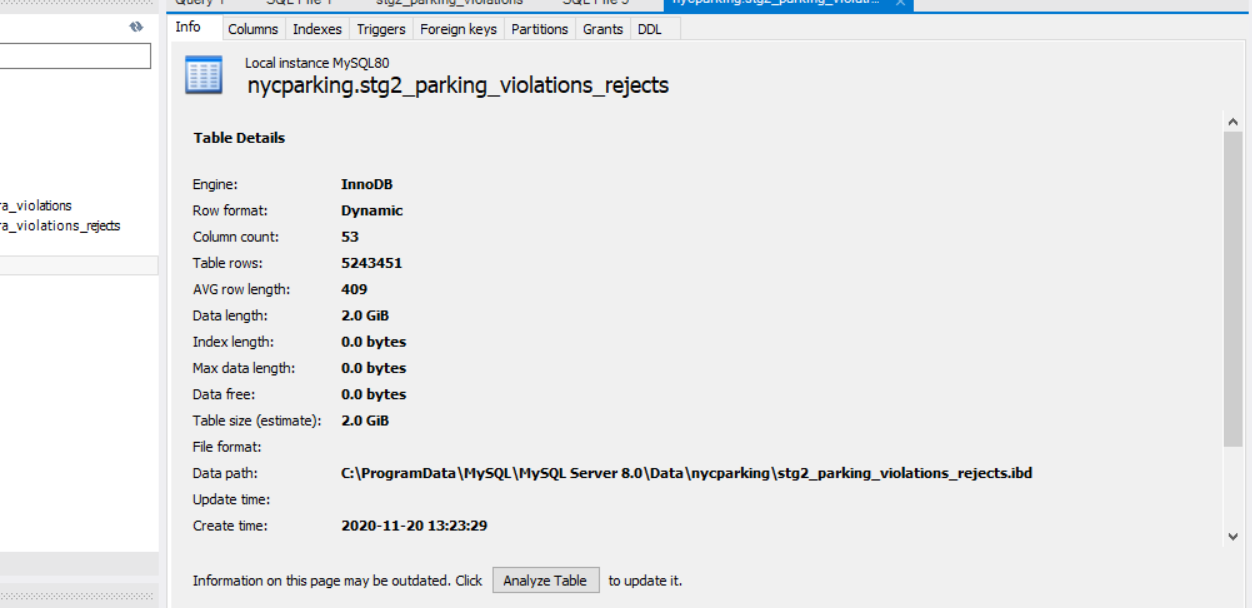 Query 1 SQL File 1 stg2_parking_violations SQL File 5
Info Columns Indexes Triggers Foreign keys Partitions Grants DDL
Local instance MySQL80
nycparking.stg2_parking_violations_rejects
Table Details
Engine: InnoDB
Row format: Dynamic
ra_violations
Column count: 53
ra_violations_rejects
Table rows: 5243451
AVG row length: 409
Data length: 2.0 GiB
Index length: 0.0 bytes
Max data length: 0.0 bytes
Data free: 0.0 bytes
Table size (estimate): 2.0 GiB
File format:
Data path: C:\ProgramData\MySQL\MySQL Server 8.0\Data\nycparking\stg2_parking_violations_rejects.ibd
Update time:
Create time: 2020-11-20 13:23:29
Information on this page may be outdated. Click Analyze Table to update it.